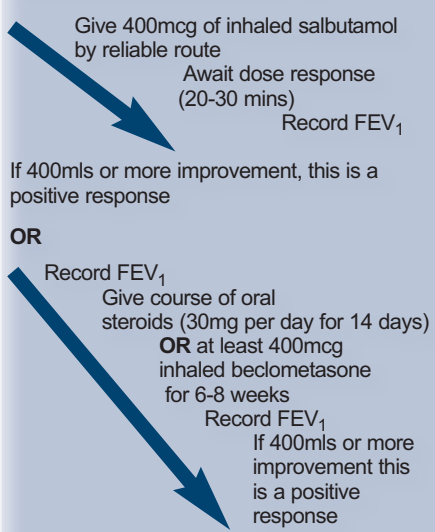 Give 400mcg of inhaled salbutamol
by reliable route
Await dose response
(20-30 mins)
Record FEV₁
If 400mls or more improvement, this is a
positive response
OR
Record FEV₁
Give course of oral
steroids (30mg per day for 14 days)
OR at least 400mcg
inhaled beclometasone
for 6-8 weeks
Record FEV₁
If 400mls or more
improvement this
is a positive
response